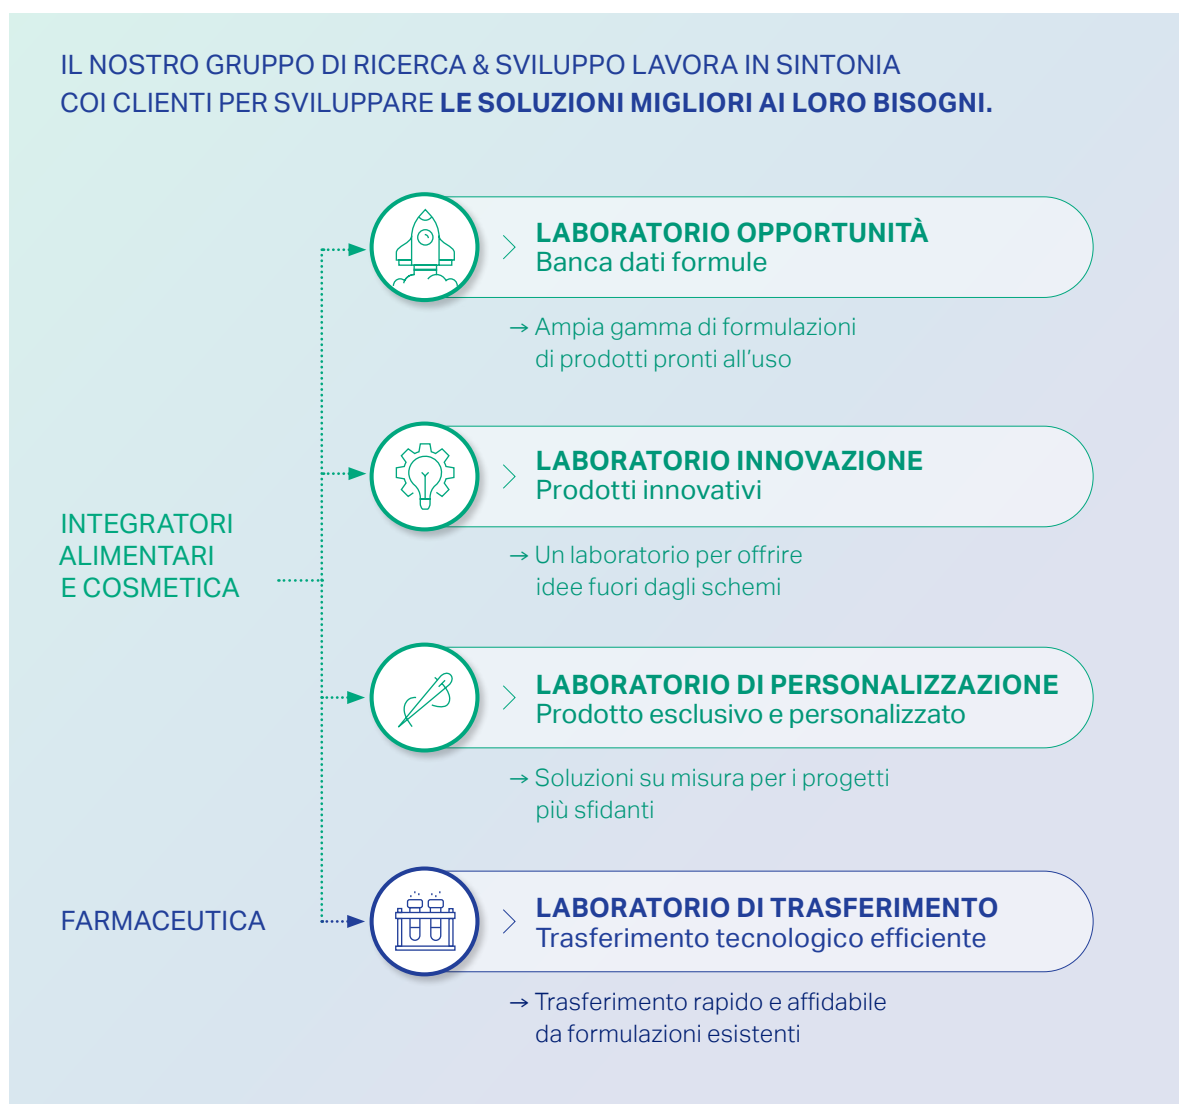 IL NOSTRO GRUPPO DI RICERCA & SVILUPPO LAVORA IN SINTONIA
COI CLIENTI PER SVILUPPARE LE SOLUZIONI MIGLIORI AI LORO BISOGNI.
LABORATORIO OPPORTUNITÀ
Banca dati formule
→ Ampia gamma di formulazioni
di prodotti pronti all'uso
LABORATORIO INNOVAZIONE
Prodotti innovativi
→ Un laboratorio per offrire
idee fuori dagli schemi
INTEGRATORI
ALIMENTARI
E COSMETICA
LABORATORIO DI PERSONALIZZAZIONE
Prodotto esclusivo e personalizzato
→ Soluzioni su misura per i progetti
più sfidanti
FARMACEUTICA
LABORATORIO DI TRASFERIMENTO
Trasferimento tecnologico efficiente
→ Trasferimento rapido e affidabile
da formulazioni esistenti